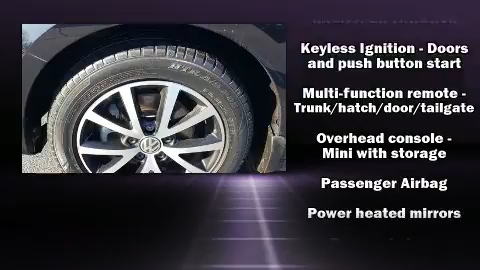 Keyless Ignition - Doors
and push button start
Multi-function remote -
Trunk/hatch/door/tailgate
Overhead console -
Mini with storage
Passenger Airbag
Power heated mirrors